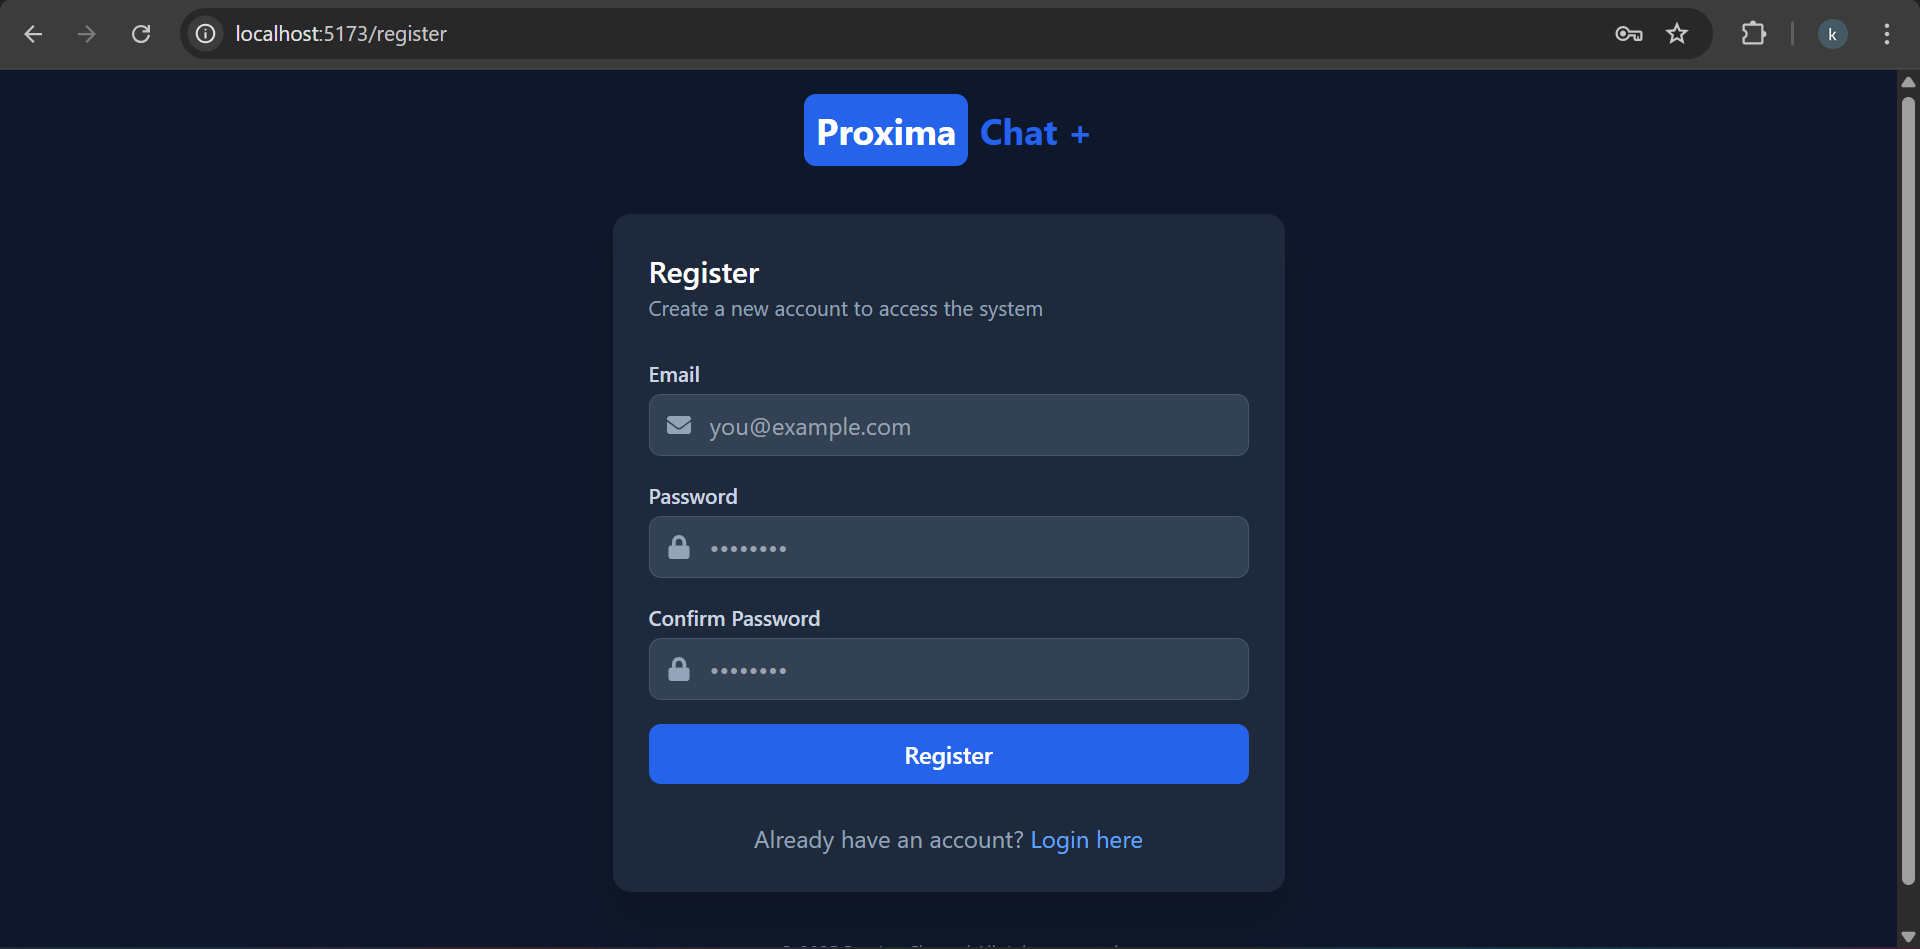 localhost:5173/register
k
Proxima Chat +
Register
Create a new account to access the system
Email
you@example.com
Password
••••••••
Confirm Password
••••••••
Register
Already have an account? Login here